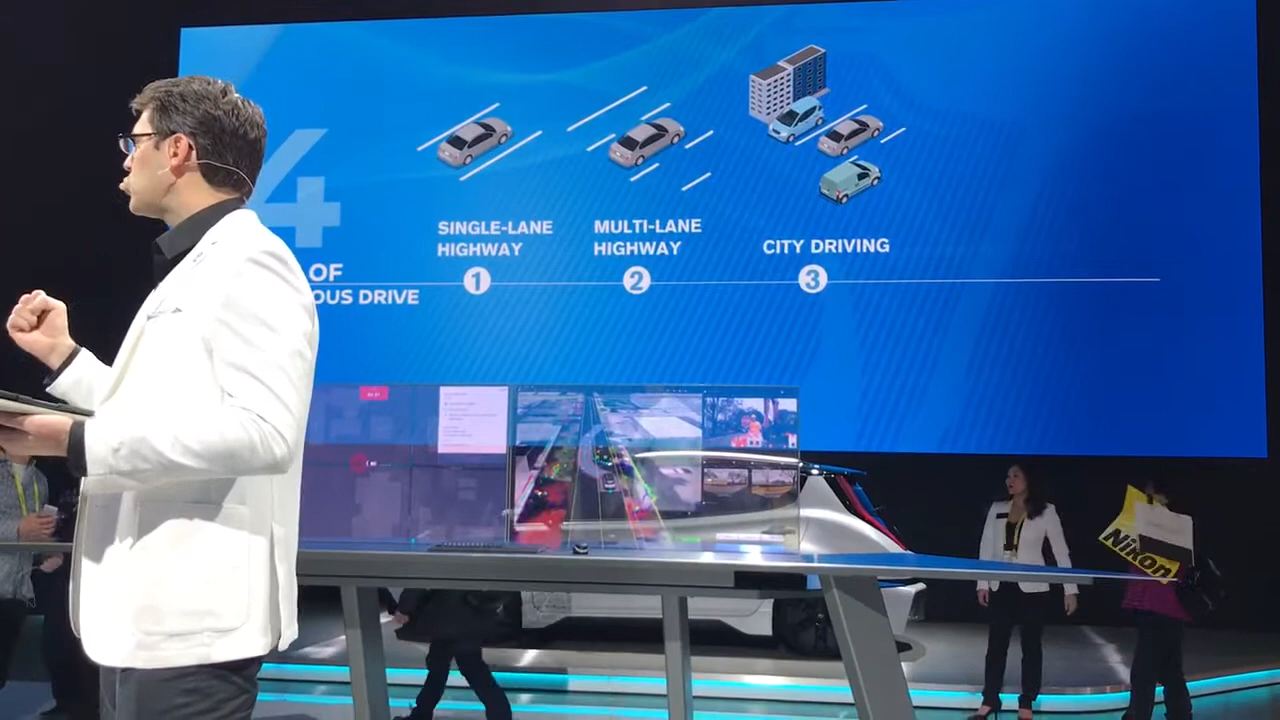 4
OF
OUS DRIVE
SINGLE-LANE
HIGHWAY
1
MULTI-LANE
HIGHWAY
2
CITY DRIVING
3
Nikon